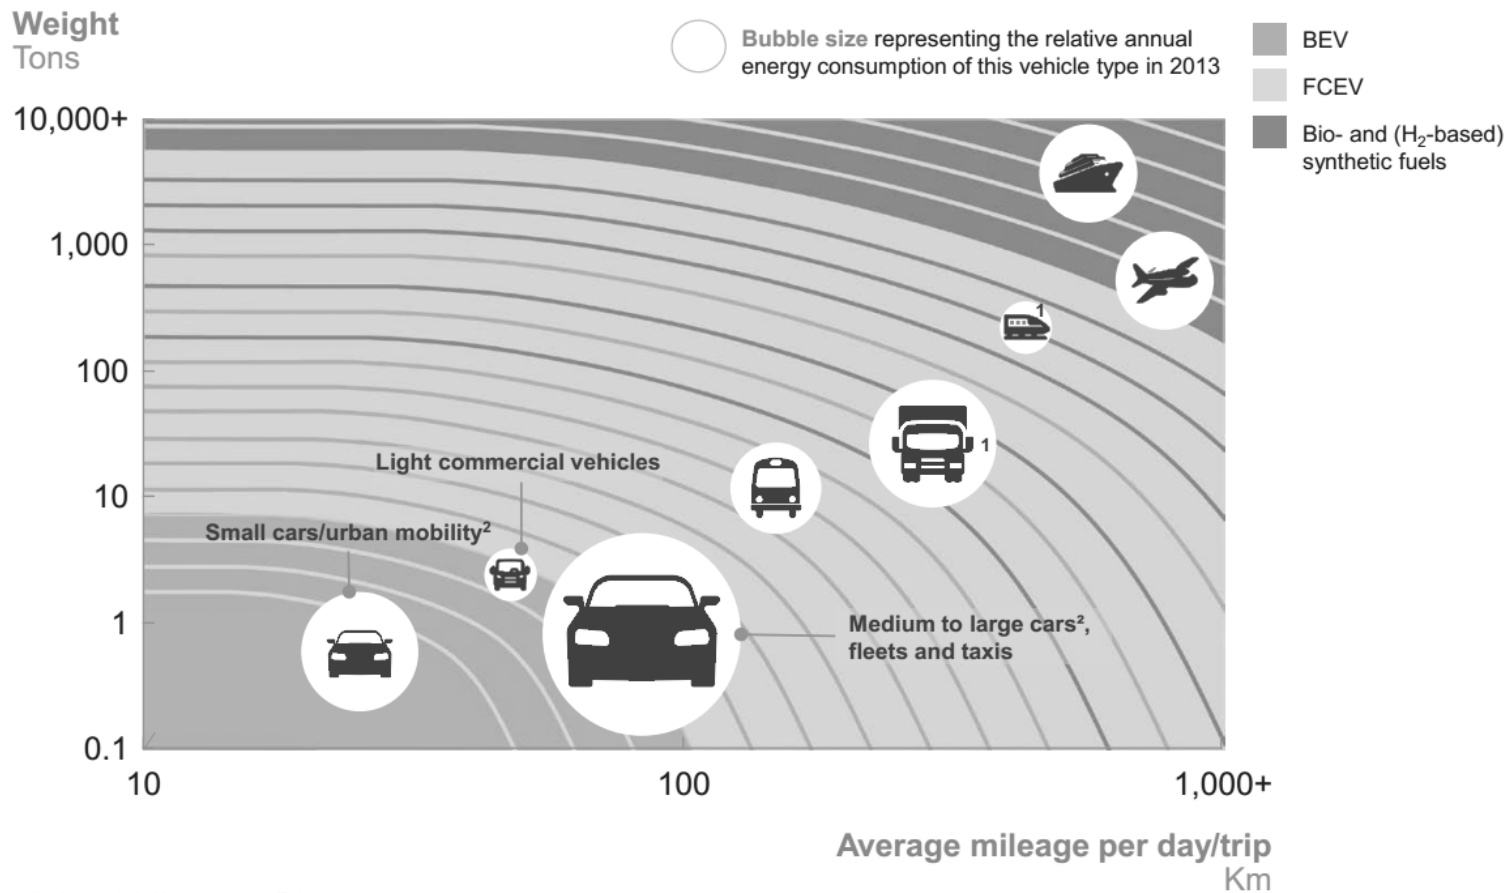 Weight
Tons
Bubble size representing the relative annual
energy consumption of this vehicle type in 2013
BEV
FCEV
Bio- and (H₂-based)
synthetic fuels
10,000+
1,000
100
10
1
0.1
1
1
Light commercial vehicles
Small cars/urban mobility²
Medium to large cars²,
fleets and taxis
10
100
1,000+
Average mileage per day/trip
Km